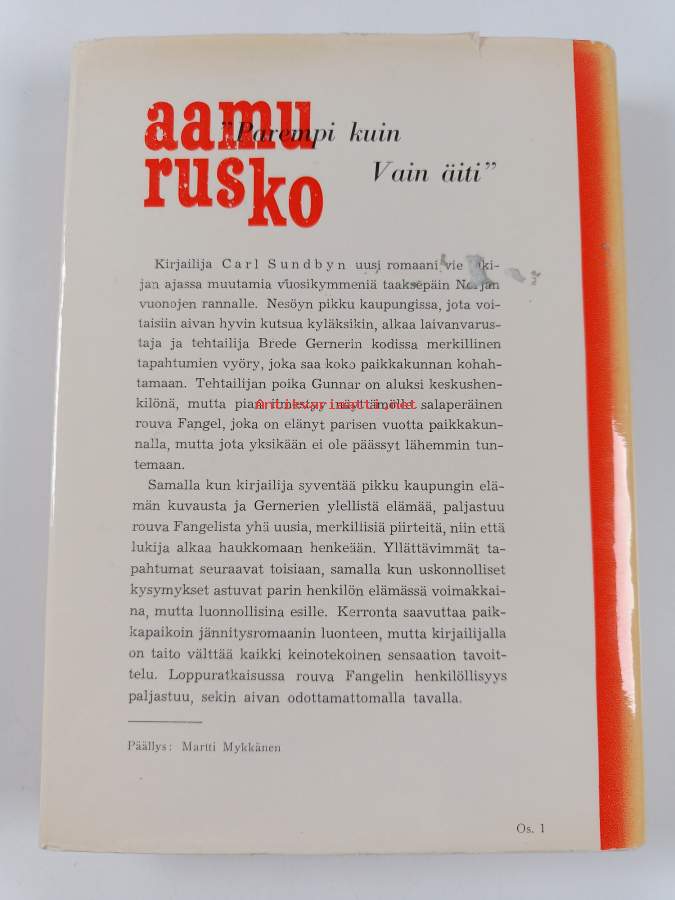 aamu
rusko
"Parempi kuin
Vain äiti"
Kirjailija Carl Sundbyn uusi romaani vie
jan ajassa muutamia vuosikymmeniä taaksepäin Norjan
vuonojen rannalle. Nesöyn pikku kaupungissa, jota voi-
taisiin aivan hyvin kutsua kyläksikin, alkaa laivanvarus-
taja ja tehtailija Brede Gernerin kodissa merkillinen
tapahtumien vyöry, joka saa koko paikkakunnan kohah-
tamaan. Tehtailijan poika Gunnar on aluksi keskushen-
kilönä, mutta pian ilmestyy näyttämölle salaperäinen
Antikvariaatti.net
rouva Fangel, joka on elänyt parisen vuotta paikkakun-
nalla, mutta jota yksikään ei ole päässyt lähemmin tun-
temaan.
Samalla kun kirjailija syventää pikku kaupungin elä-
män kuvausta ja Gernerien ylellistä elämää, paljastuu
rouva Fangelista yhä uusia, merkillisiä piirteitä, niin että
lukija alkaa haukkomaan henkeään. Yllättävimmät ta-
pahtumat seuraavat toisiaan, samalla kun uskonnolliset
kysymykset astuvat parin henkilön elämässä voimakkai-
na, mutta luonnollisina esille. Kerronta saavuttaa paik-
kapaikoin jännitysromaanin luonteen, mutta kirjailijalla
on taito välttää kaikki keinotekoinen sensaation tavoit-
telu. Loppuratkaisussa rouva Fangelin henkilöllisyys
paljastuu, sekin aivan odottamattomalla tavalla.
Päällys: Martti Mykkänen
Os. 1